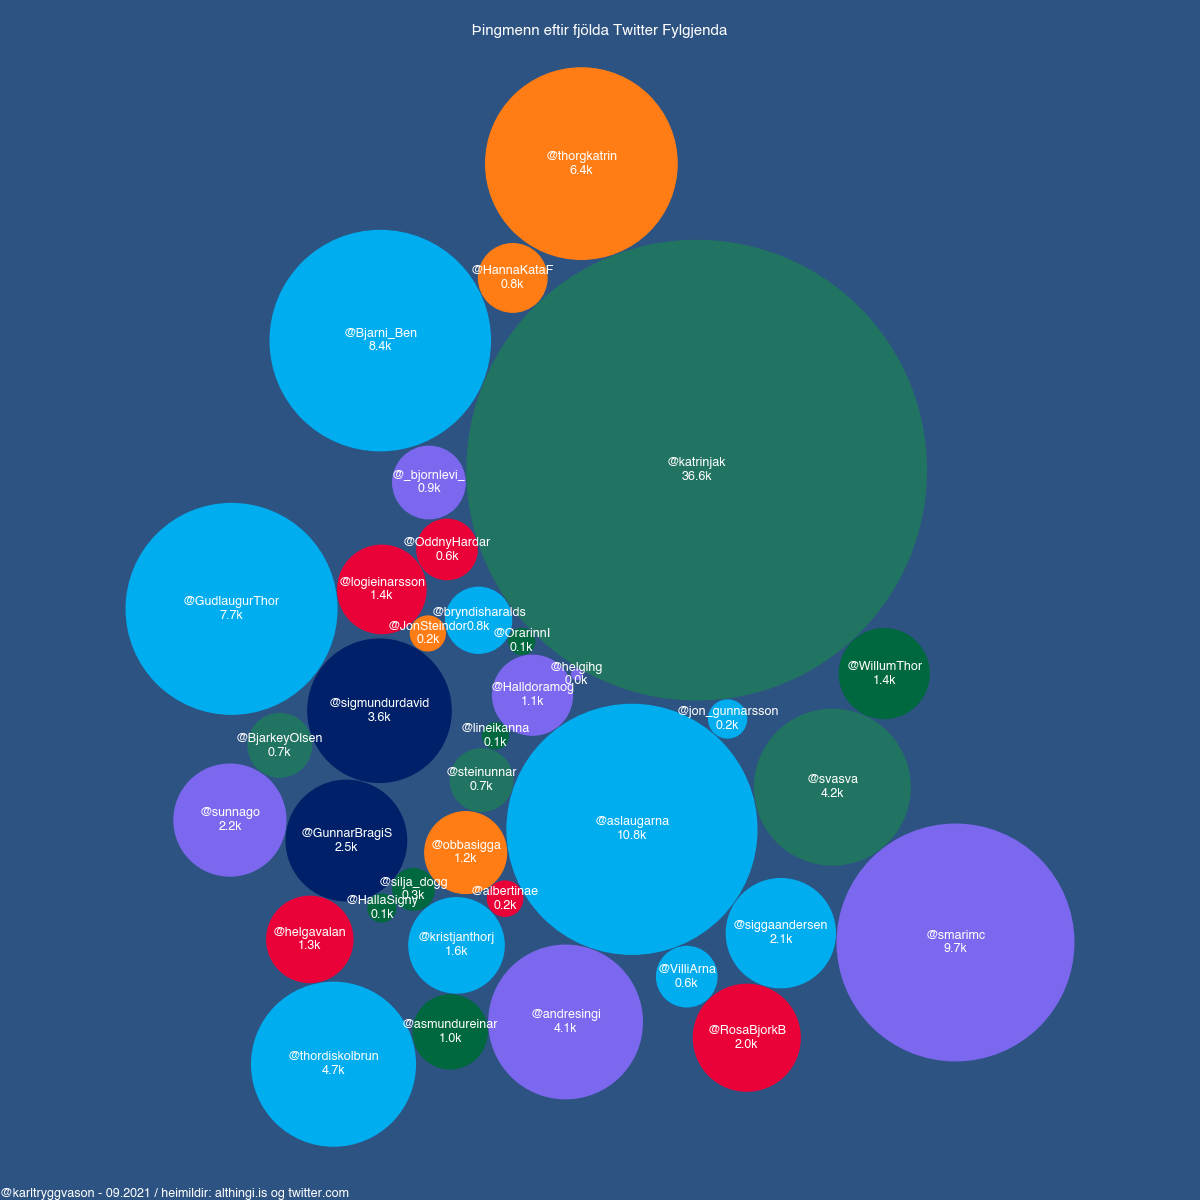 Þingmenn eftir fjölda Twitter Fylgjenda
@thorgkatrin
6.4k
@HannaKataF
0.8k
@Bjarni_Ben
8.4k
@katrinjak
36.6k
@_bjornlevi_
0.9k
@OddnyHardar
0.6k
@logieinarsson
1.4k
@GudlaugurThor
7.7k
@bryndisharalds
0.8k
@JonSteindor
0.2k
@OrarinnI
0.1k
@helgihg
0.0k
@WillumThor
1.4k
@Halldoramog
1.1k
@sigmundurdavid
3.6k
@jon_gunnarsson
0.2k
@lineikanna
0.1k
@BjarkeyOlsen
0.7k
@steinunnar
0.7k
@svasva
4.2k
@sunnago
2.2k
@aslaugarna
10.8k
@GunnarBragiS
2.5k
@obbasigga
1.2k
@silja_dogg
0.3k
@albertinae
0.2k
@HallaSigny
0.1k
@siggaandersen
2.1k
@helgavalan
1.3k
@kristjanthorj
1.6k
@smarimc
9.7k
@VilliArna
0.6k
@andresingi
4.1k
@asmundureinar
1.0k
@RosaBjorkB
2.0k
@thordiskolbrun
4.7k
@karltryggvason - 09.2021 / heimildir: althingi.is og twitter.com